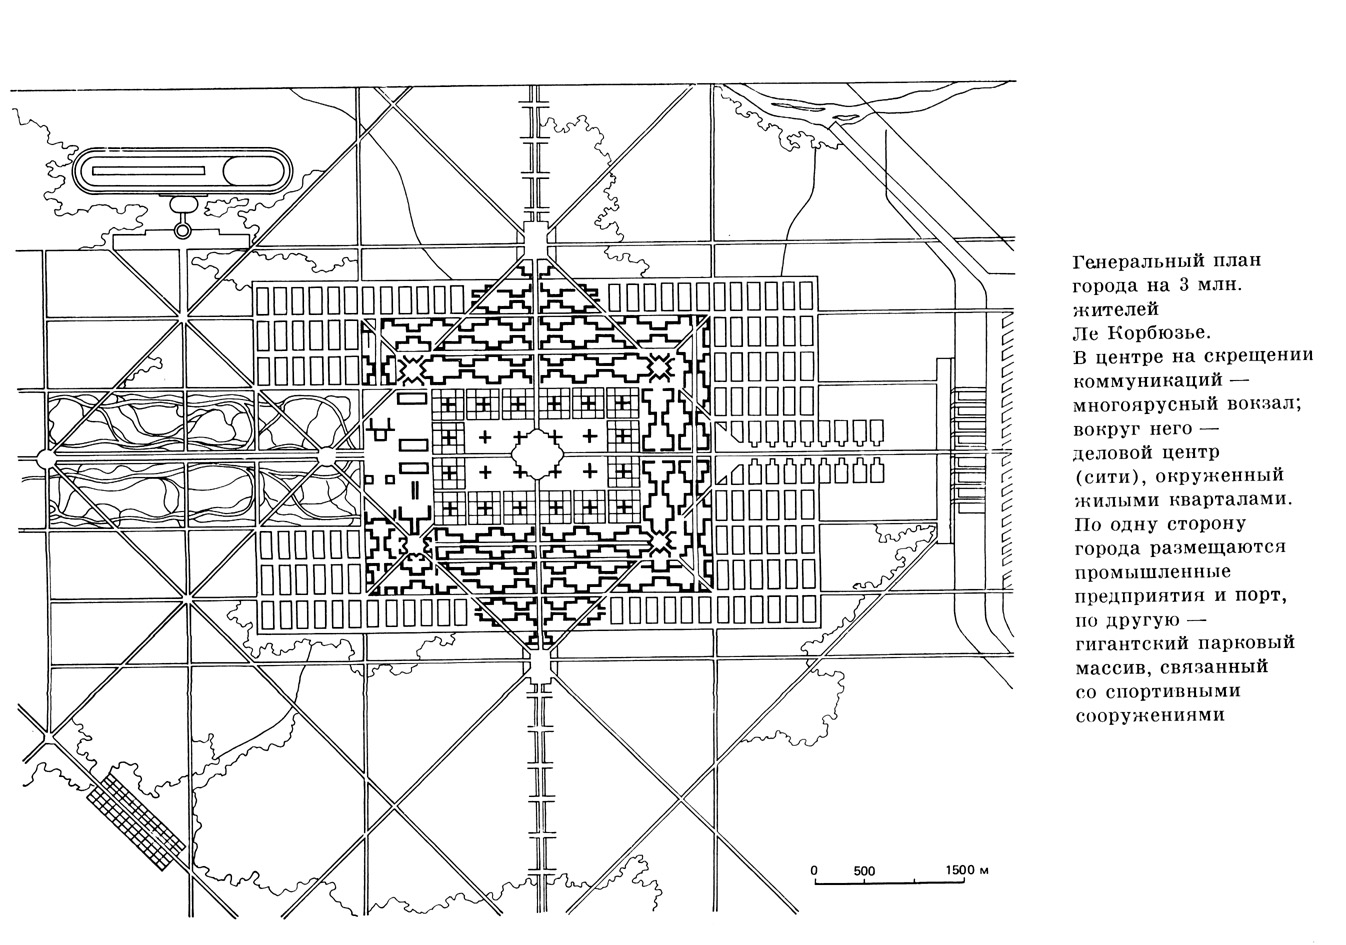 Генеральный план
города на 3 млн.
жителей
Ле Корбюзье.
В центре на скрещении
коммуникаций —
многоярусный вокзал;
вокруг него —
деловой центр
(сити), окруженный
жилыми кварталами.
По одну сторону
города размещаются
промышленные
предприятия и порт,
по другую —
гигантский парковый
массив, связанный
со спортивными
сооружениями
0 500 1500 м